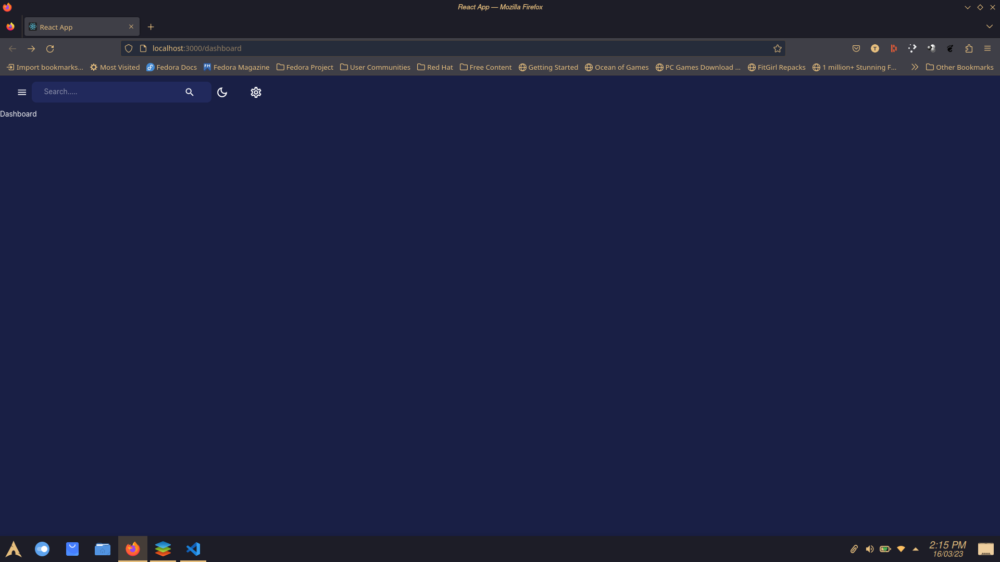 React App — Mozilla Firefox
React App
localhost:3000/dashboard
Import bookmarks... Most Visited Fedora Docs Fedora Magazine Fedora Project User Communities Red Hat Free Content Getting Started Ocean of Games PC Games Download ... FitGirl Repacks 1 million+ Stunning F... Other Bookmarks
Search.....
Dashboard
2:15 PM
16/03/23